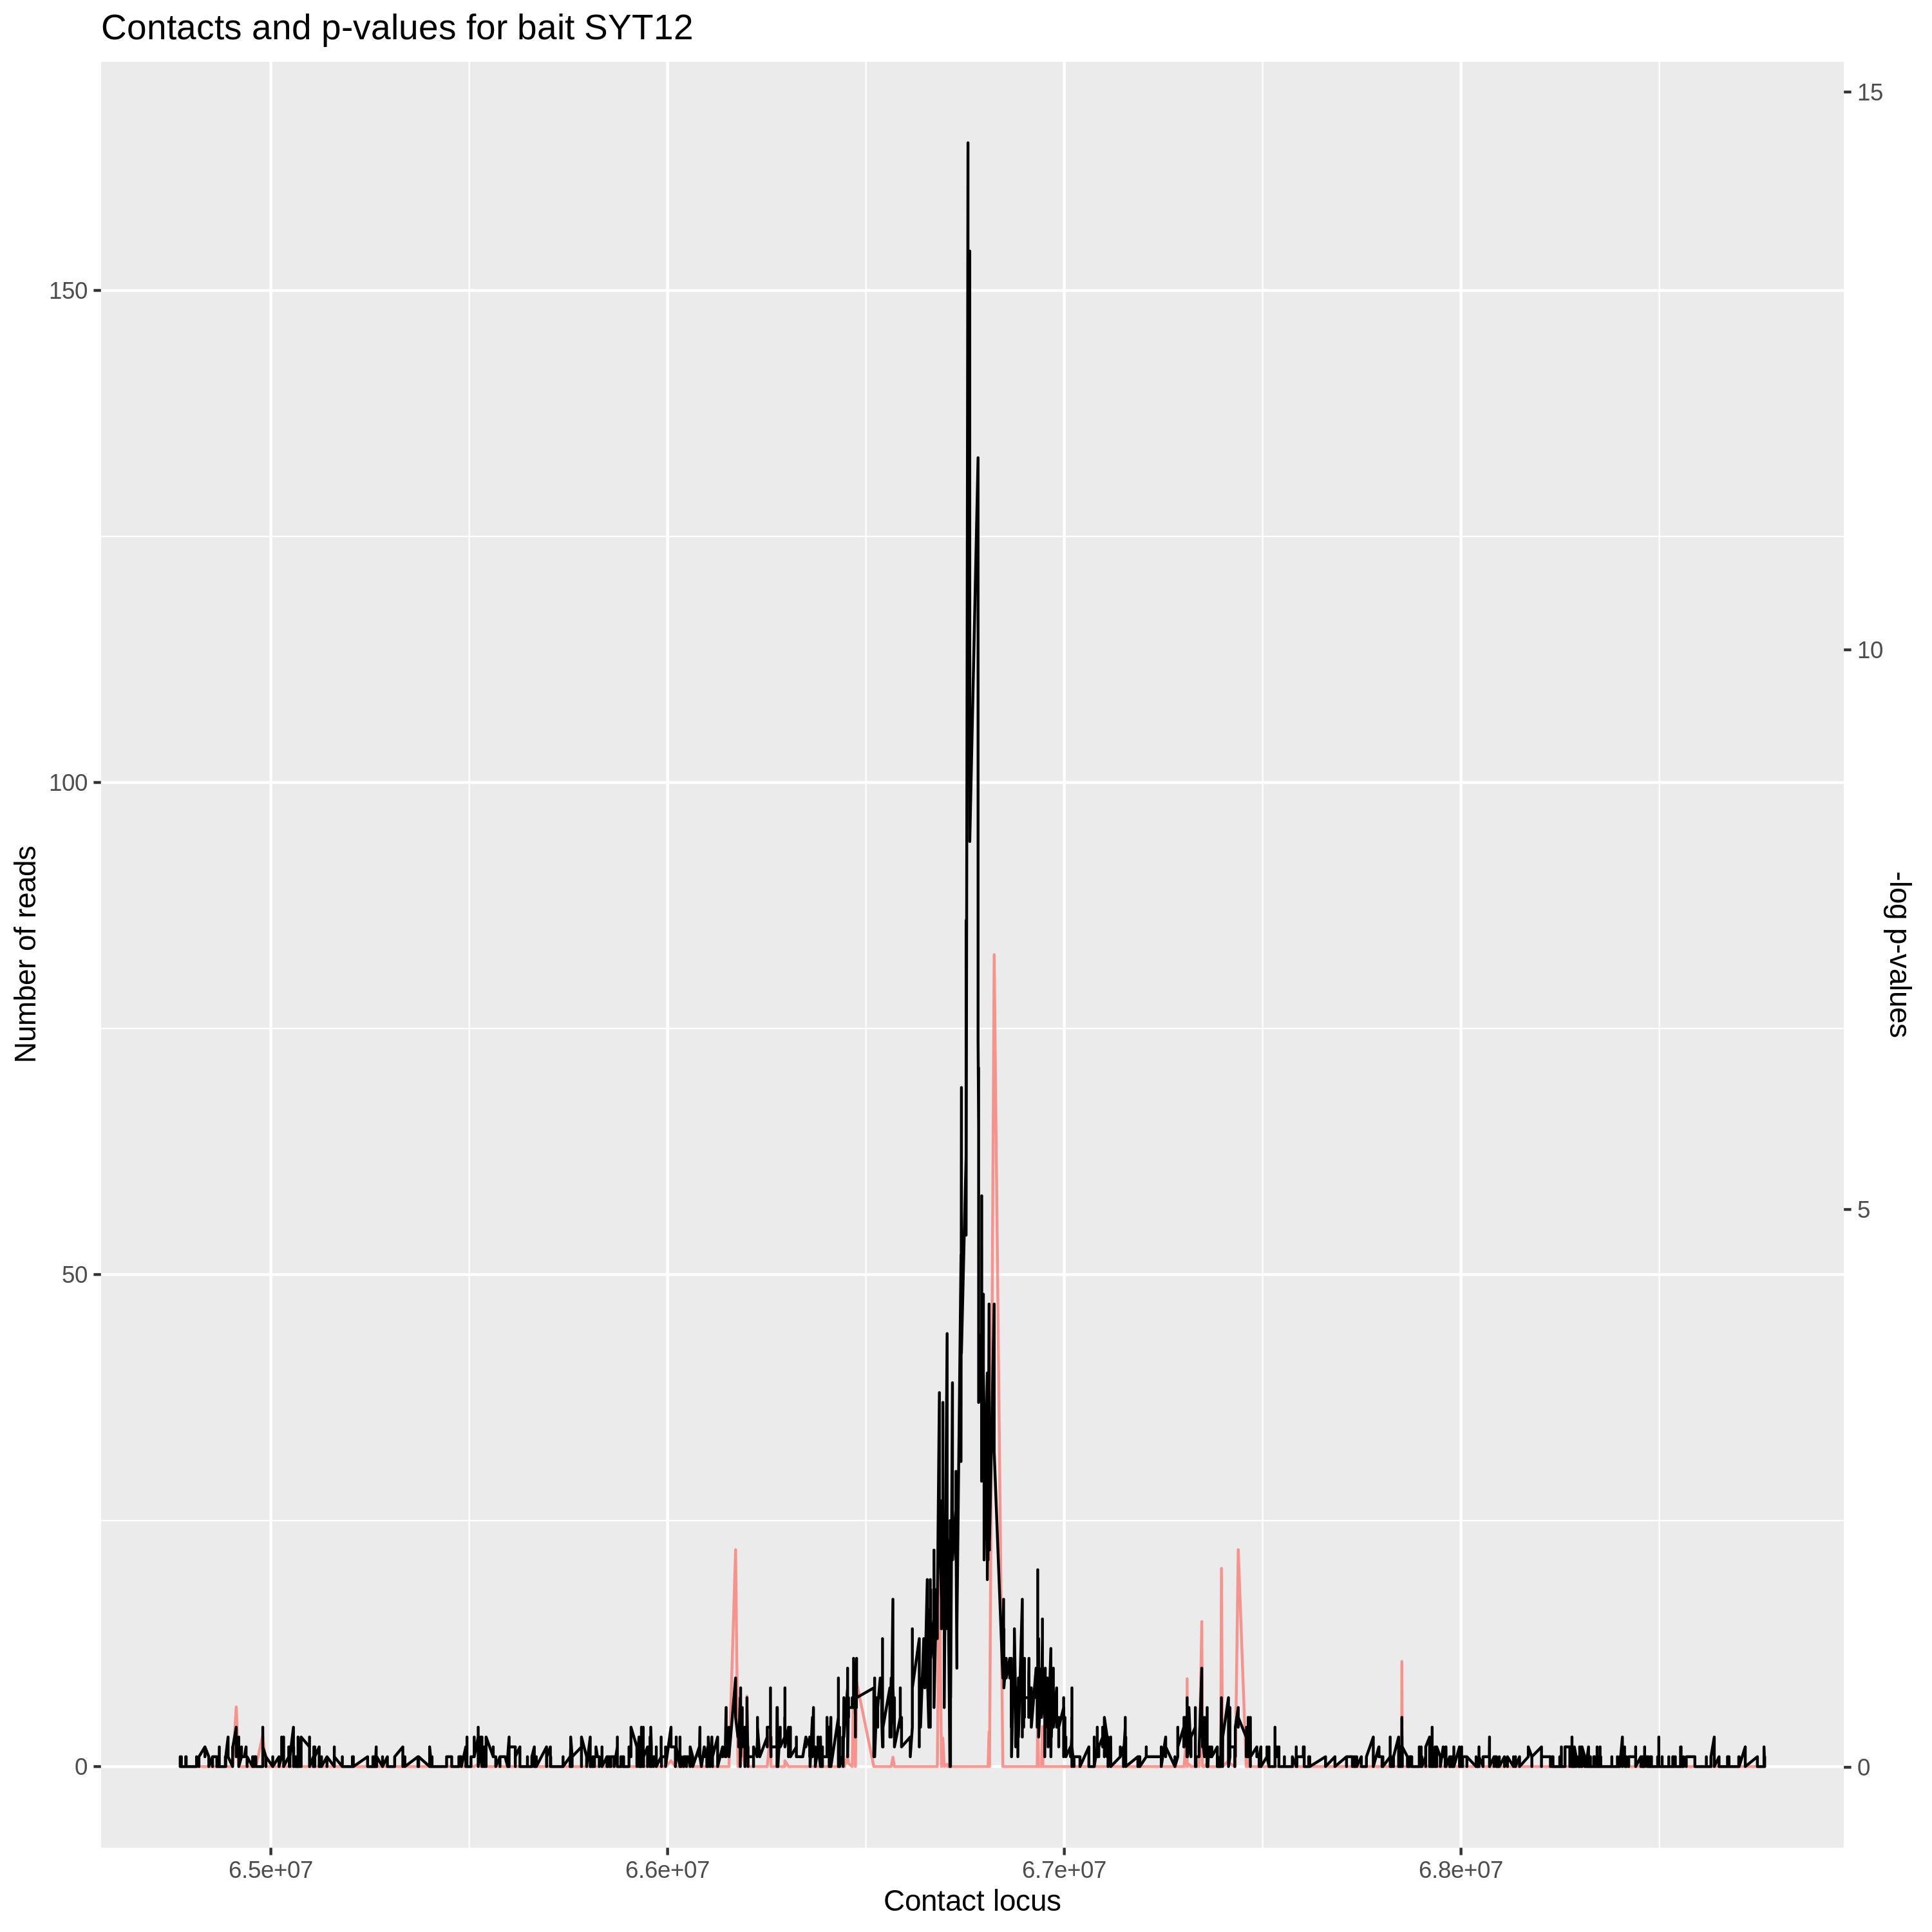 Contacts and p-values for bait SYT12
150
100
50
0
15
10
5
0
Number of reads
-log p-values
6.5e+07 6.6e+07 6.7e+07 6.8e+07
Contact locus